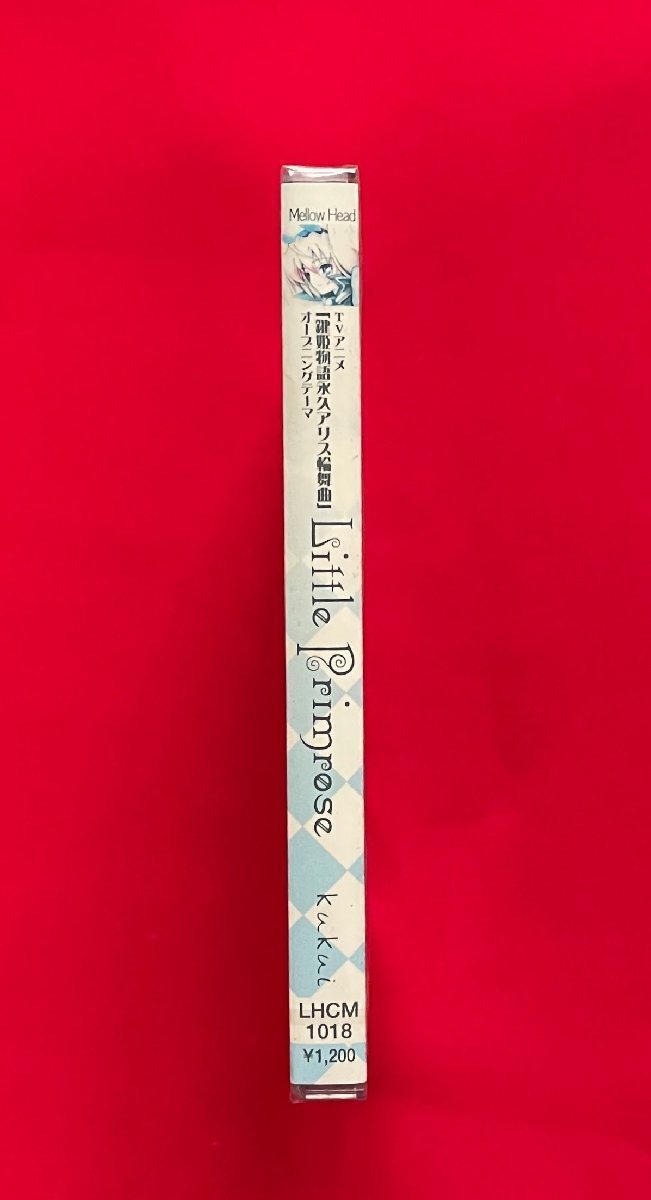 Mellow Head
TVアニメ
「鍵姫物語永久アリス輪舞曲」
オープニングテーマ
Little Primrose
kukui
LHCM
1018
¥1,200